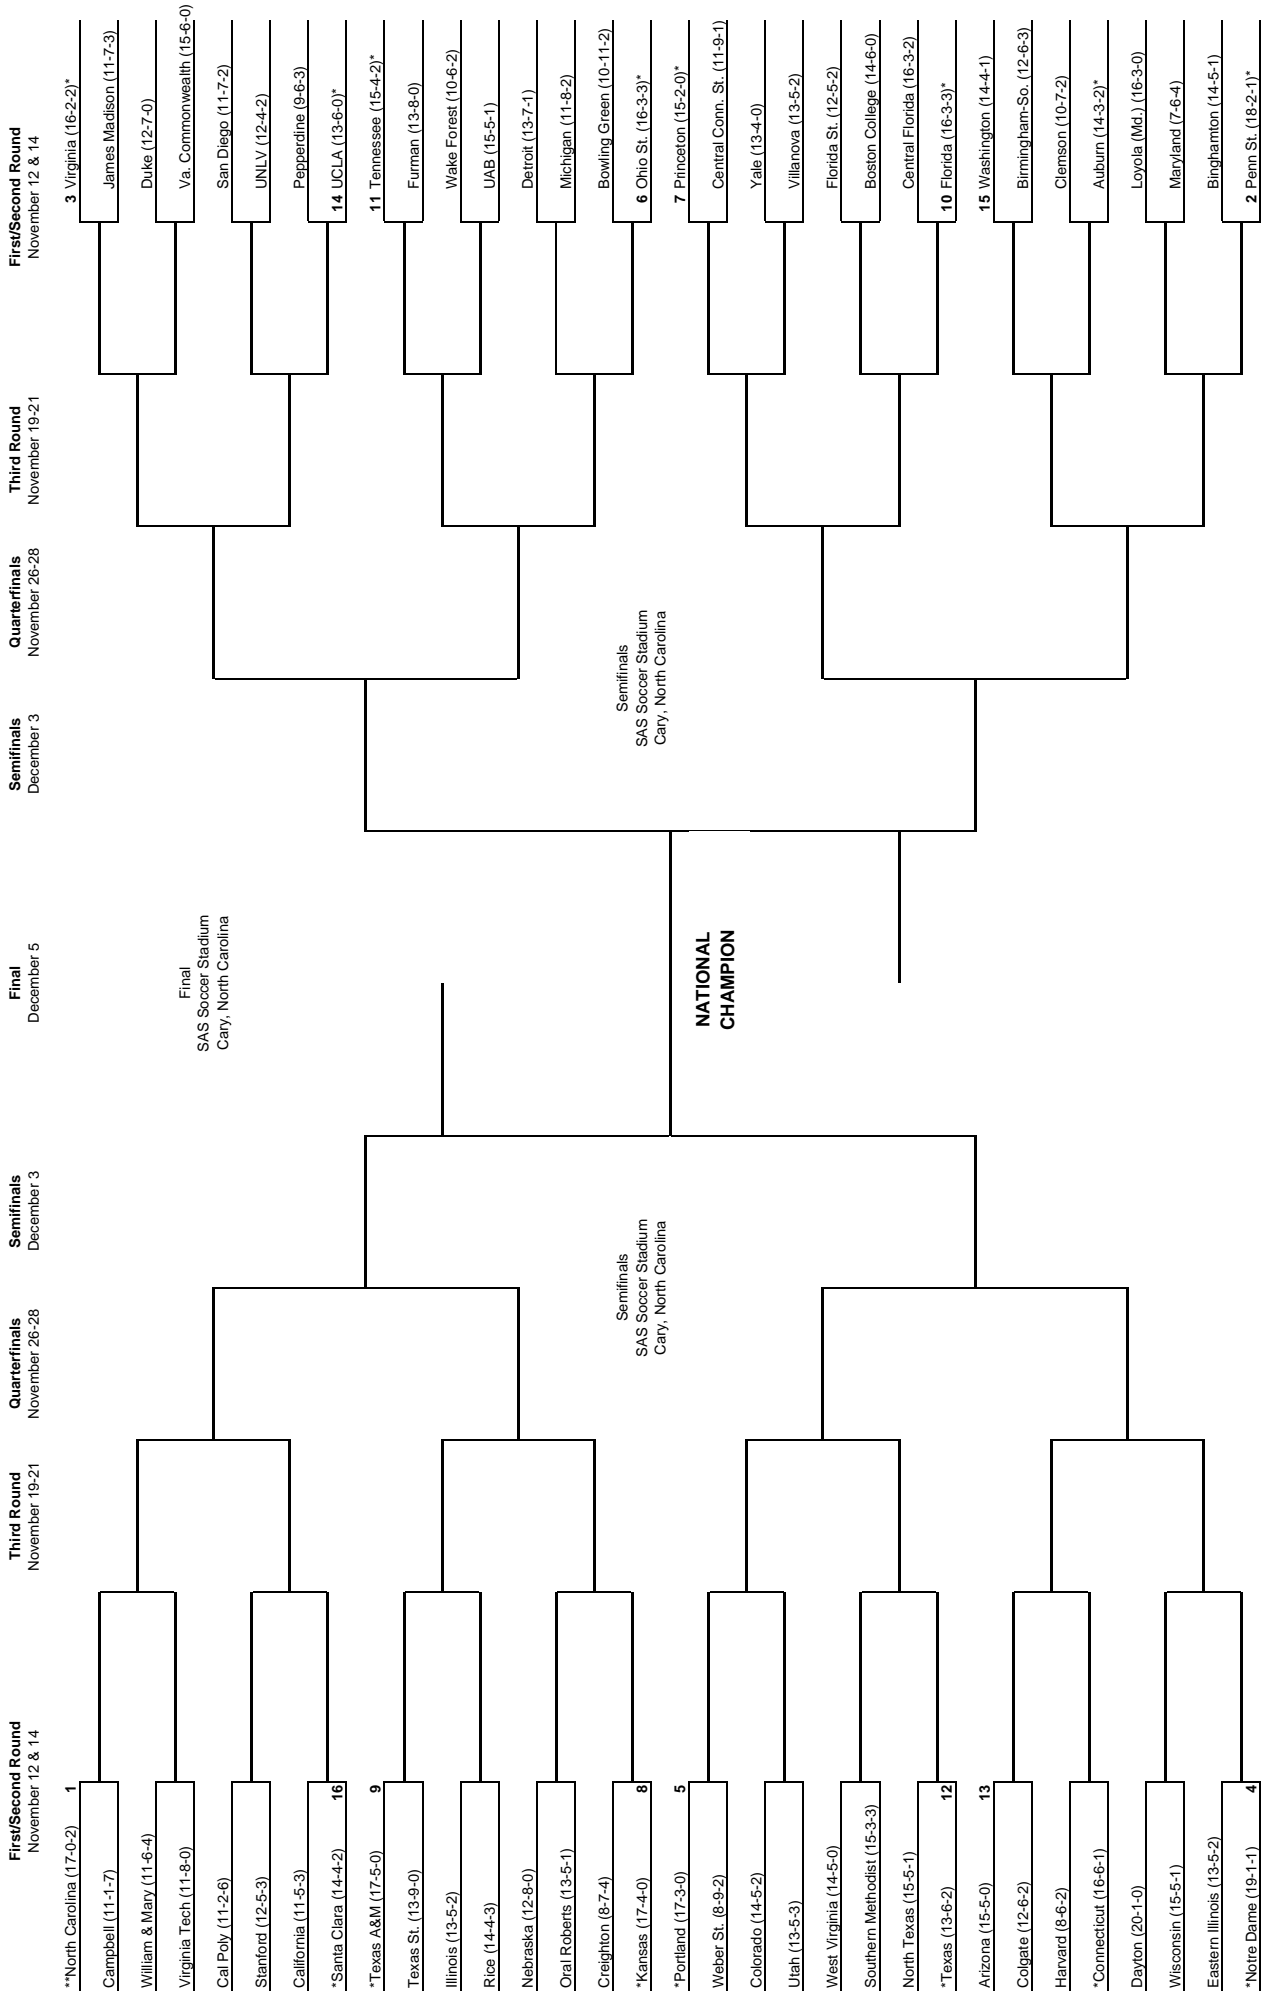 First/Second Round
November 12 & 14
Third Round
November 19-21
Quarterfinals
November 26-28
Semifinals
December 3
Final
December 5
Semifinals
December 3
Quarterfinals
November 26-28
Third Round
November 19-21
First/Second Round
November 12 & 14
**North Carolina (17-0-2) 1
Campbell (11-1-7)
William & Mary (11-6-4)
Virginia Tech (11-8-0)
Cal Poly (11-2-6)
Stanford (12-5-3)
California (11-5-3)
*Santa Clara (14-4-2) 16
*Texas A&M (17-5-0) 9
Texas St. (13-9-0)
Illinois (13-5-2)
Rice (14-4-3)
Nebraska (12-8-0)
Oral Roberts (13-5-1)
Creighton (8-7-4)
*Kansas (17-4-0) 8
*Portland (17-3-0) 5
Weber St. (8-9-2)
Colorado (14-5-2)
Utah (13-5-3)
West Virginia (14-5-0)
Southern Methodist (15-3-3)
North Texas (15-5-1)
*Texas (13-6-2) 12
Arizona (15-5-0) 13
Colgate (12-6-2)
Harvard (8-6-2)
*Connecticut (16-6-1)
Dayton (20-1-0)
Wisconsin (15-5-1)
Eastern Illinois (13-5-2)
*Notre Dame (19-1-1) 4
Semifinals
SAS Soccer Stadium
Cary, North Carolina
Final
SAS Soccer Stadium
Cary, North Carolina
NATIONAL
CHAMPION
Semifinals
SAS Soccer Stadium
Cary, North Carolina
3 Virginia (16-2-2)*
James Madison (11-7-3)
Duke (12-7-0)
Va. Commonwealth (15-6-0)
San Diego (11-7-2)
UNLV (12-4-2)
Pepperdine (9-6-3)
14 UCLA (13-6-0)*
11 Tennessee (15-4-2)*
Furman (13-8-0)
Wake Forest (10-6-2)
UAB (15-5-1)
Detroit (13-7-1)
Michigan (11-8-2)
Bowling Green (10-11-2)
6 Ohio St. (16-3-3)*
7 Princeton (15-2-0)*
Central Conn. St. (11-9-1)
Yale (13-4-0)
Villanova (13-5-2)
Florida St. (12-5-2)
Boston College (14-6-0)
Central Florida (16-3-2)
10 Florida (16-3-3)*
15 Washington (14-4-1)
Birmingham-So. (12-6-3)
Clemson (10-7-2)
Auburn (14-3-2)*
Loyola (Md.) (16-3-0)
Maryland (7-6-4)
Binghamton (14-5-1)
2 Penn St. (18-2-1)*